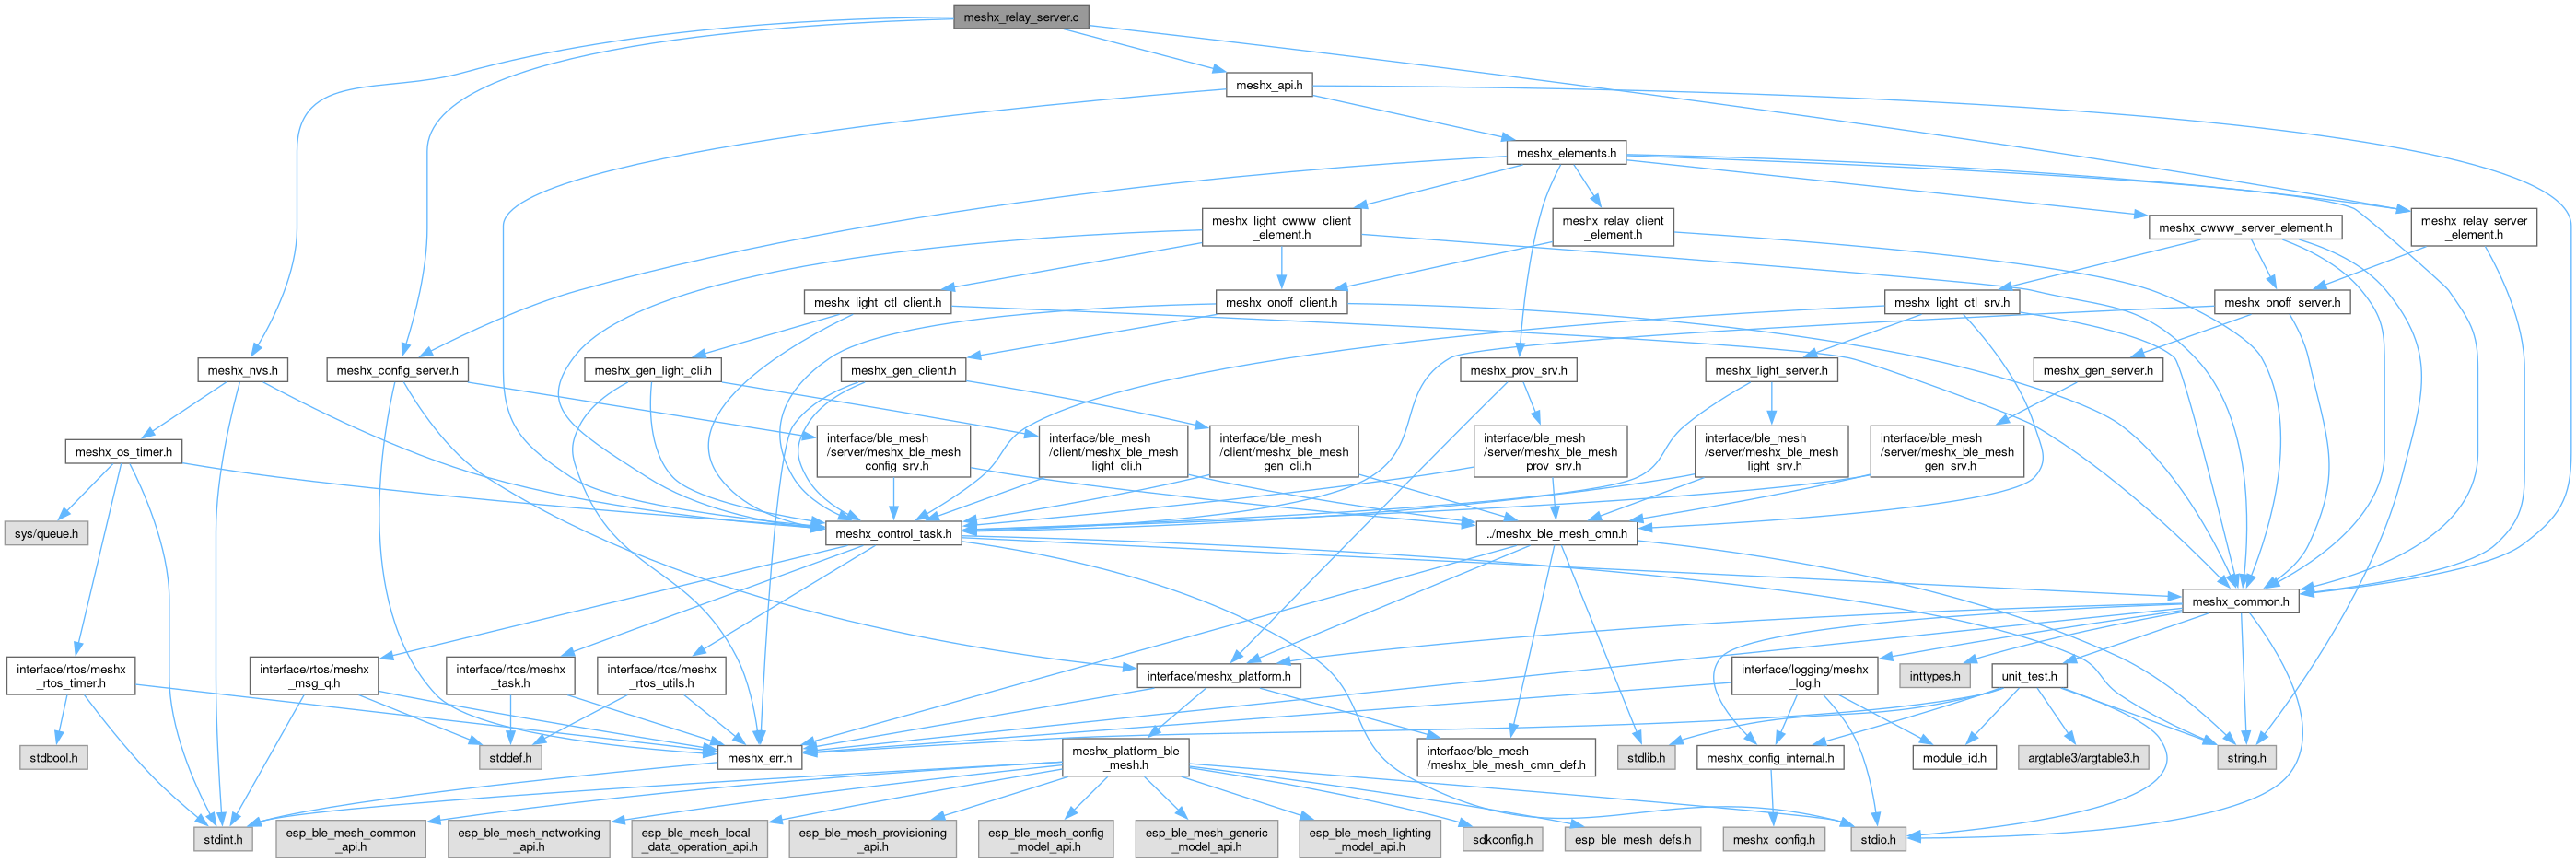 meshx_relay_server.c
meshx_api.h
meshx_elements.h
meshx_light_cwww_client
_element.h
meshx_relay_client
_element.h
meshx_cwww_server_element.h
meshx_relay_server
_element.h
meshx_light_ctl_client.h
meshx_onoff_client.h
meshx_light_ctl_srv.h
meshx_onoff_server.h
meshx_nvs.h
meshx_config_server.h
meshx_gen_light_cli.h
meshx_gen_client.h
meshx_prov_srv.h
meshx_light_server.h
meshx_gen_server.h
meshx_os_timer.h
interface/ble_mesh
/server/meshx_ble_mesh
_config_srv.h
interface/ble_mesh
/client/meshx_ble_mesh
_light_cli.h
interface/ble_mesh
/client/meshx_ble_mesh
_gen_cli.h
interface/ble_mesh
/server/meshx_ble_mesh
_prov_srv.h
interface/ble_mesh
/server/meshx_ble_mesh
_light_srv.h
interface/ble_mesh
/server/meshx_ble_mesh
_gen_srv.h
sys/queue.h
meshx_control_task.h
../meshx_ble_mesh_cmn.h
meshx_common.h
interface/rtos/meshx
_rtos_timer.h
interface/rtos/meshx
_msg_q.h
interface/rtos/meshx
_task.h
interface/rtos/meshx
_rtos_utils.h
interface/meshx_platform.h
interface/logging/meshx
_log.h
inttypes.h
unit_test.h
stdbool.h
stddef.h
meshx_err.h
meshx_platform_ble
_mesh.h
interface/ble_mesh
/meshx_ble_mesh_cmn_def.h
stdlib.h
meshx_config_internal.h
module_id.h
argtable3/argtable3.h
string.h
stdint.h
esp_ble_mesh_common
_api.h
esp_ble_mesh_networking
_api.h
esp_ble_mesh_local
_data_operation_api.h
esp_ble_mesh_provisioning
_api.h
esp_ble_mesh_config
_model_api.h
esp_ble_mesh_generic
_model_api.h
esp_ble_mesh_lighting
_model_api.h
sdkconfig.h
esp_ble_mesh_defs.h
meshx_config.h
stdio.h